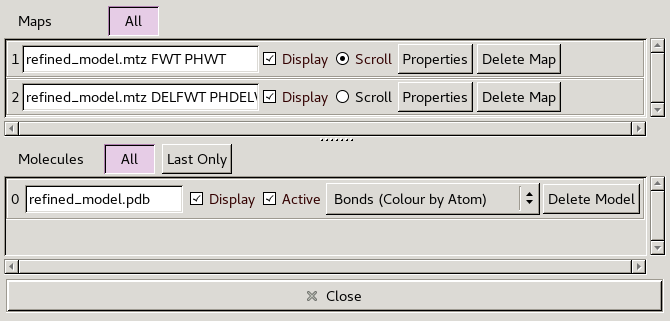 Maps All
1 refined_model.mtz FWT PHWT Display Scroll Properties Delete Map
2 refined_model.mtz DELFWT PHDELV Display Scroll Properties Delete Map
Molecules All Last Only
0 refined_model.pdb Display Active Bonds (Colour by Atom) Delete Model
Close